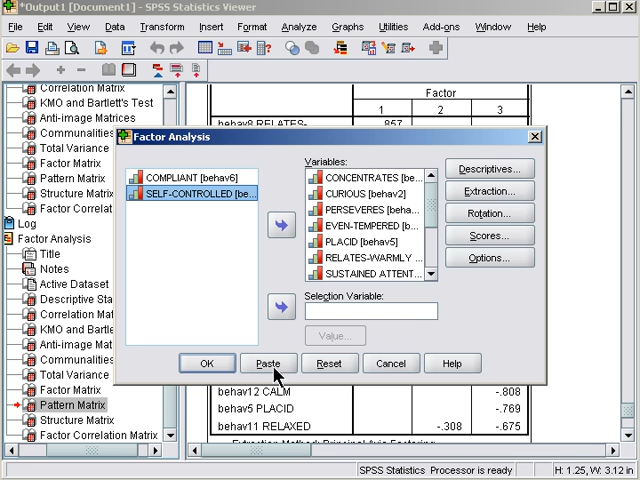 *Output1 [Document1] - SPSS Statistics Viewer
File Edit View Data Transform Insert Format Analyze Graphs Utilities Add-ons Window Help
Correlation Matrix
KMO and Bartlett's Test
Anti-image Matrices
Communalities
Total Variance
Factor Matrix
Pattern Matrix
Structure Matrix
Factor Correlat
Log
Factor Analysis
Title
Notes
Active Dataset
Descriptive Sta
Correlation Mat
KMO and Bartle
Anti-image Mat
Communalities
Total Variance
Factor Matrix
Pattern Matrix
Structure Matrix
Factor Correlation Matrix
Factor
1 2 3
behav8 RELATES- .857
Factor Analysis
COMPLIANT [behav6]
SELF-CONTROLLED [be...
Variables:
CONCENTRATES [be...
CURIOUS [behav2]
PERSEVERES [beha...
EVEN-TEMPERED [b...
PLACID [behav5]
RELATES-WARMLY ...
SUSTAINED ATTENT...
Selection Variable:
Value...
Descriptives...
Extraction...
Rotation...
Scores...
Options...
OK Paste Reset Cancel Help
behav12 CALM -.808
behav5 PLACID -.769
behav11 RELAXED -.308 -.675
Extraction Method: Principal Axis Factoring
SPSS Statistics Processor is ready H: 1.25, W: 3.12 in